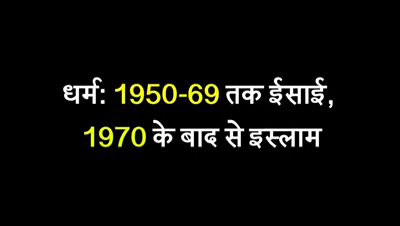 धर्म: 1950-69 तक ईसाई,
1970 के बाद से इस्लाम